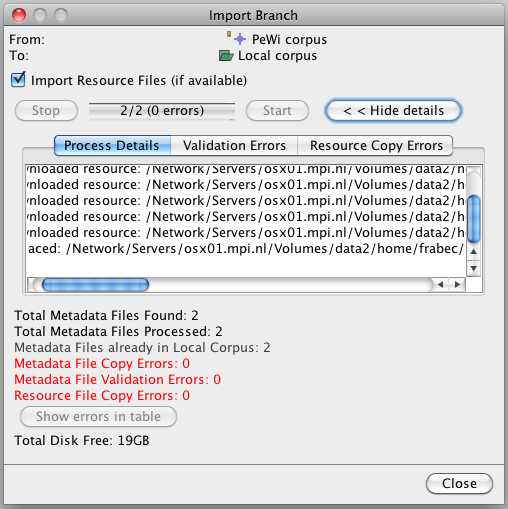 Import Branch
From: PeWi corpus
To: Local corpus
Import Resource Files (if available)
Stop 2/2 (0 errors) Start < < Hide details
Process Details Validation Errors Resource Copy Errors
wnloaded resource: /Network/Servers/osx01.mpi.nl/Volumes/data2/h
wnloaded resource: /Network/Servers/osx01.mpi.nl/Volumes/data2/h
wnloaded resource: /Network/Servers/osx01.mpi.nl/Volumes/data2/h
wnloaded resource: /Network/Servers/osx01.mpi.nl/Volumes/data2/h
wnloaded resource: /Network/Servers/osx01.mpi.nl/Volumes/data2/h
aced: /Network/Servers/osx01.mpi.nl/Volumes/data2/home/frabec/
Total Metadata Files Found: 2
Total Metadata Files Processed: 2
Metadata Files already in Local Corpus: 2
Metadata File Copy Errors: 0
Metadata File Validation Errors: 0
Resource File Copy Errors: 0
Show errors in table
Total Disk Free: 19GB
Close